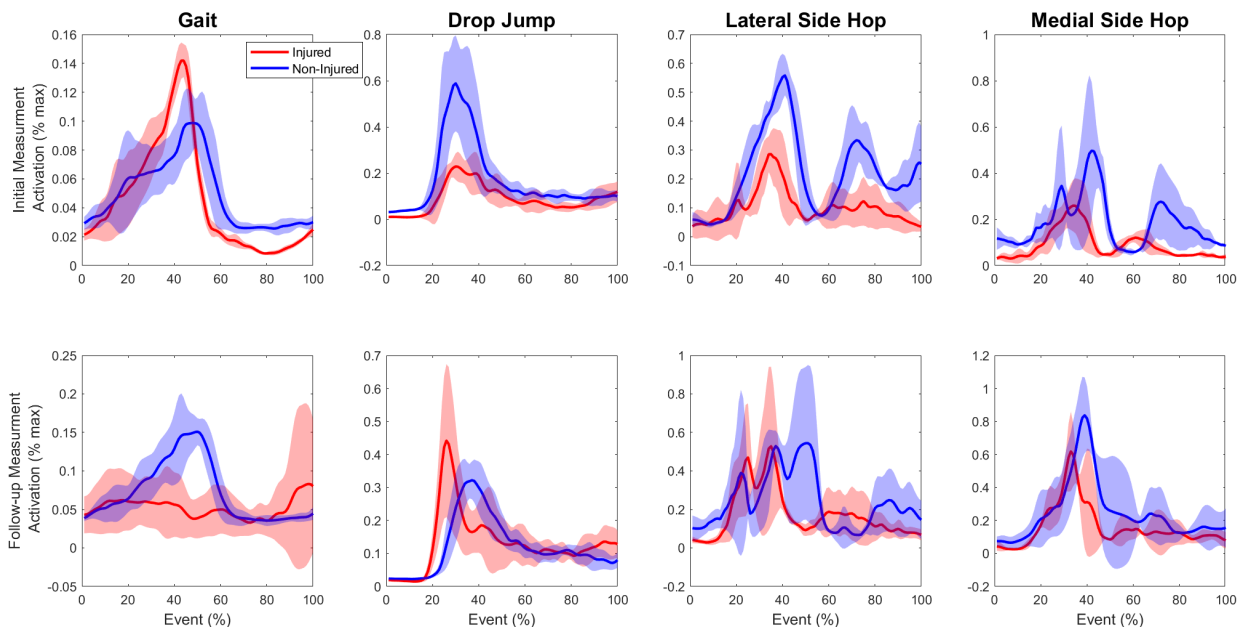 Gait
Drop Jump
Lateral Side Hop
Medial Side Hop
Initial Measurment
Activation (% max)
0.16
0.14
0.12
0.1
0.08
0.06
0.04
0.02
0
0 20 40 60 80 100
Injured
Non-Injured
0.8
0.6
0.4
0.2
0
-0.2
0 20 40 60 80 100
0.7
0.6
0.5
0.4
0.3
0.2
0.1
0
-0.1
0 20 40 60 80 100
1
0.8
0.6
0.4
0.2
0
0 20 40 60 80 100
Follow-up Measurment
Activation (% max)
0.25
0.2
0.15
0.1
0.05
0
-0.05
0 20 40 60 80 100
Event (%)
0.7
0.6
0.5
0.4
0.3
0.2
0.1
0
0 20 40 60 80 100
Event (%)
1
0.8
0.6
0.4
0.2
0
-0.2
0 20 40 60 80 100
Event (%)
1.2
1
0.8
0.6
0.4
0.2
0
-0.2
0 20 40 60 80 100
Event (%)